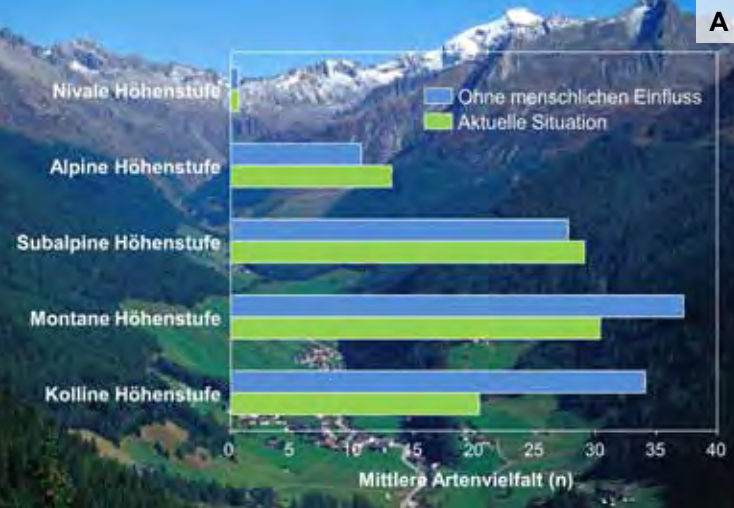 A
Nivale Höhenstufe
Ohne menschlichen Einfluss
Aktuelle Situation
Alpine Höhenstufe
Subalpine Höhenstufe
Montane Höhenstufe
Kolline Höhenstufe
0 5 10 15 20 25 30 35 40
Mittlere Artenvielfalt (n)